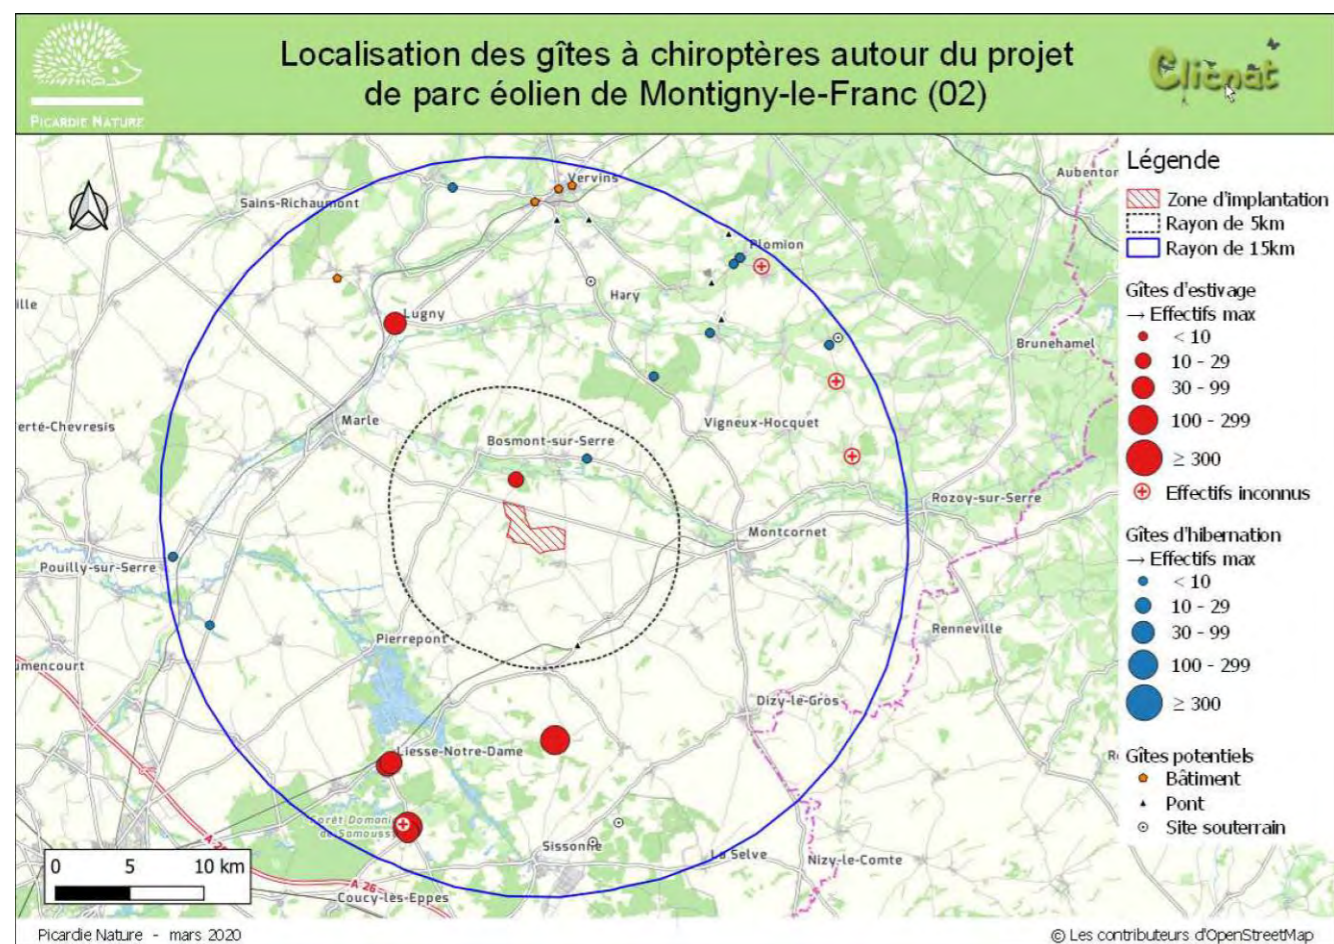 Localisation des gîtes à chiroptères autour du projet
de parc éolien de Montigny-le-Franc (02)
PICARDIE NATURE
Clicnat
Vervins
Aubenton
Sains-Richaumont
Plomion
Hary
Lugny
Brunehamel
Marle
Vigneux-Hocquet
Bosmont-sur-Serre
Rozoy-sur-Serre
Montcornet
Pouilly-sur-Serre
Pierrepont
Renneville
Dizy-le-Gros
Liesse-Notre-Dame
Sissonne
La Selve
Nizy-le-Comte
A 26
Coucy-lès-Eppes
0 5 10 km
Légende
Zone d'implantation
Rayon de 5km
Rayon de 15km
Gîtes d'estivage
→ Effectifs max
< 10
10 - 29
30 - 99
100 - 299
≥ 300
Effectifs inconnus
Gîtes d'hibernation
→ Effectifs max
< 10
10 - 29
30 - 99
100 - 299
≥ 300
Gîtes potentiels
Bâtiment
Pont
Site souterrain
Picardie Nature - mars 2020
© Les contributeurs d'OpenStreetMap